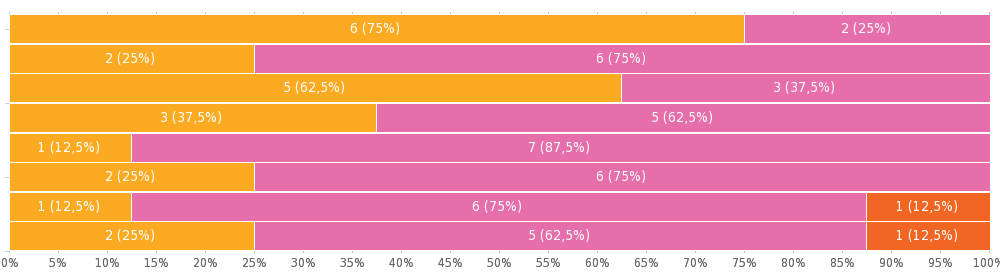 6 (75%) 2 (25%)
2 (25%) 6 (75%)
5 (62,5%) 3 (37,5%)
3 (37,5%) 5 (62,5%)
1 (12,5%) 7 (87,5%)
2 (25%) 6 (75%)
1 (12,5%) 6 (75%) 1 (12,5%)
2 (25%) 5 (62,5%) 1 (12,5%)
0% 5% 10% 15% 20% 25% 30% 35% 40% 45% 50% 55% 60% 65% 70% 75% 80% 85% 90% 95% 100%